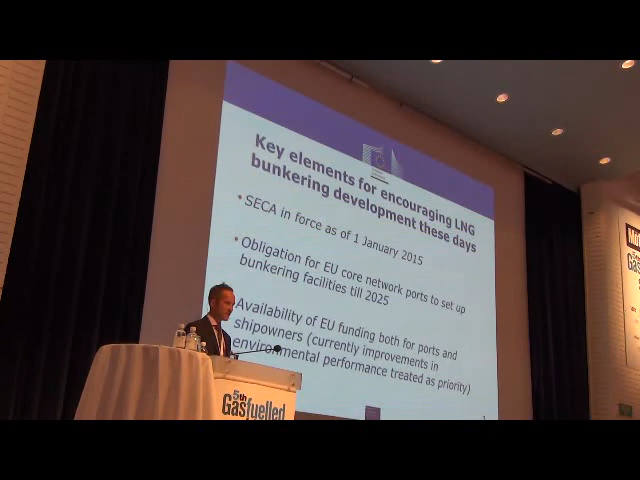 Key elements for encouraging LNG
bunkering development these days
• SECA in force as of 1 January 2015
• Obligation for EU core network ports to set up
bunkering facilities till 2025
Availability of EU funding both for ports and
shipowners (currently improvements in
environmental performance treated as priority)
5th
Gasfuelled
5th
Gas